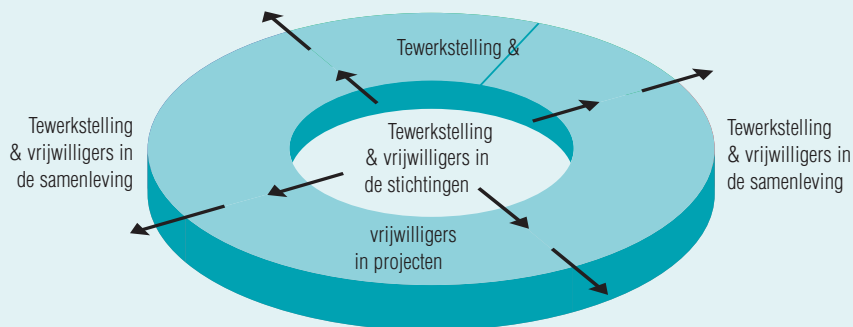 Tewerkstelling &
Tewerkstelling
& vrijwilligers in
de samenleving
Tewerkstelling
& vrijwilligers in
de stichtingen
Tewerkstelling
& vrijwilligers in
de samenleving
vrijwilligers
in projecten